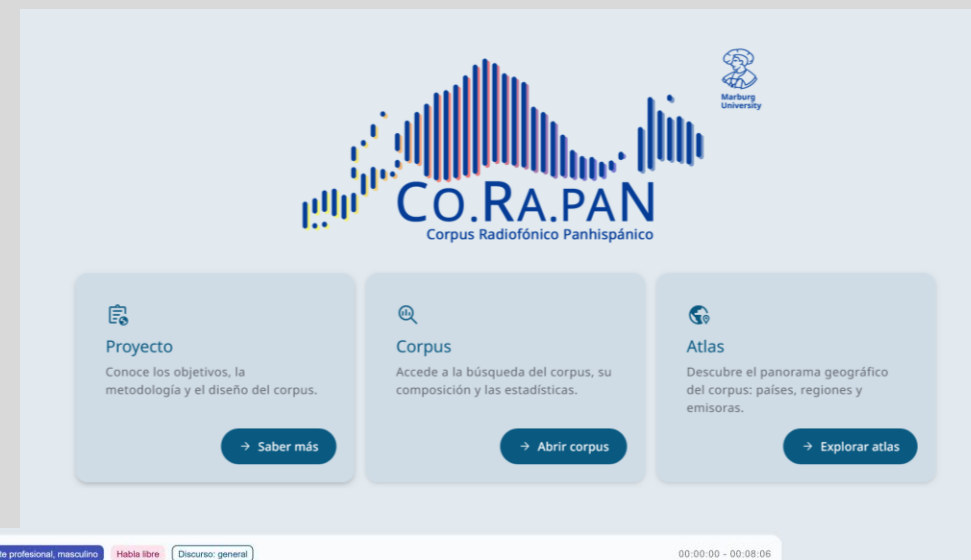 Marburg
University
CO.RA.PAN
Corpus Radiofónico Panhispánico
Proyecto
Conoce los objetivos, la
metodología y el diseño del corpus.
→ Saber más
Corpus
Accede a la búsqueda del corpus, su
composición y las estadísticas.
→ Abrir corpus
Atlas
Descubre el panorama geográfico
del corpus: países, regiones y
emisoras.
→ Explorar atlas
profesional, masculino Habla libre Discurso: general 00:00:00 - 00:08:06